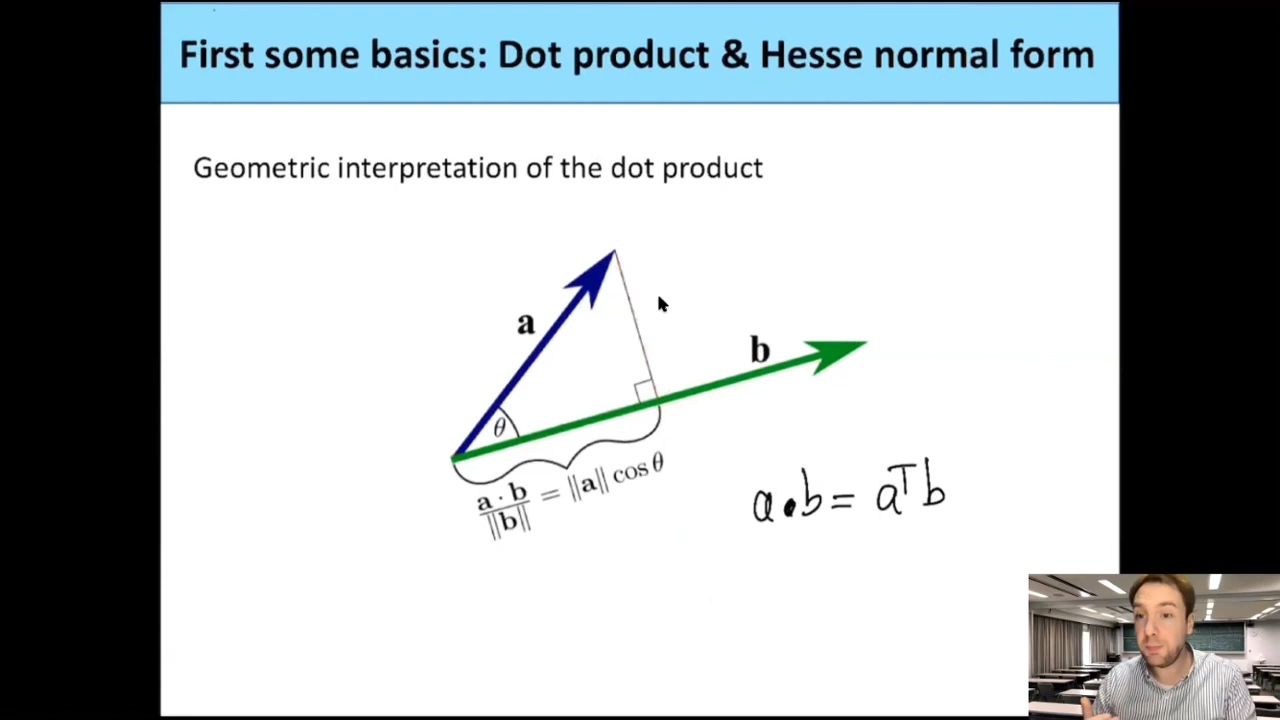 First some basics: Dot product & Hesse normal form
Geometric interpretation of the dot product
a
b
θ
a · b / ||b|| = ||a|| cos θ
a · b = aᵀb